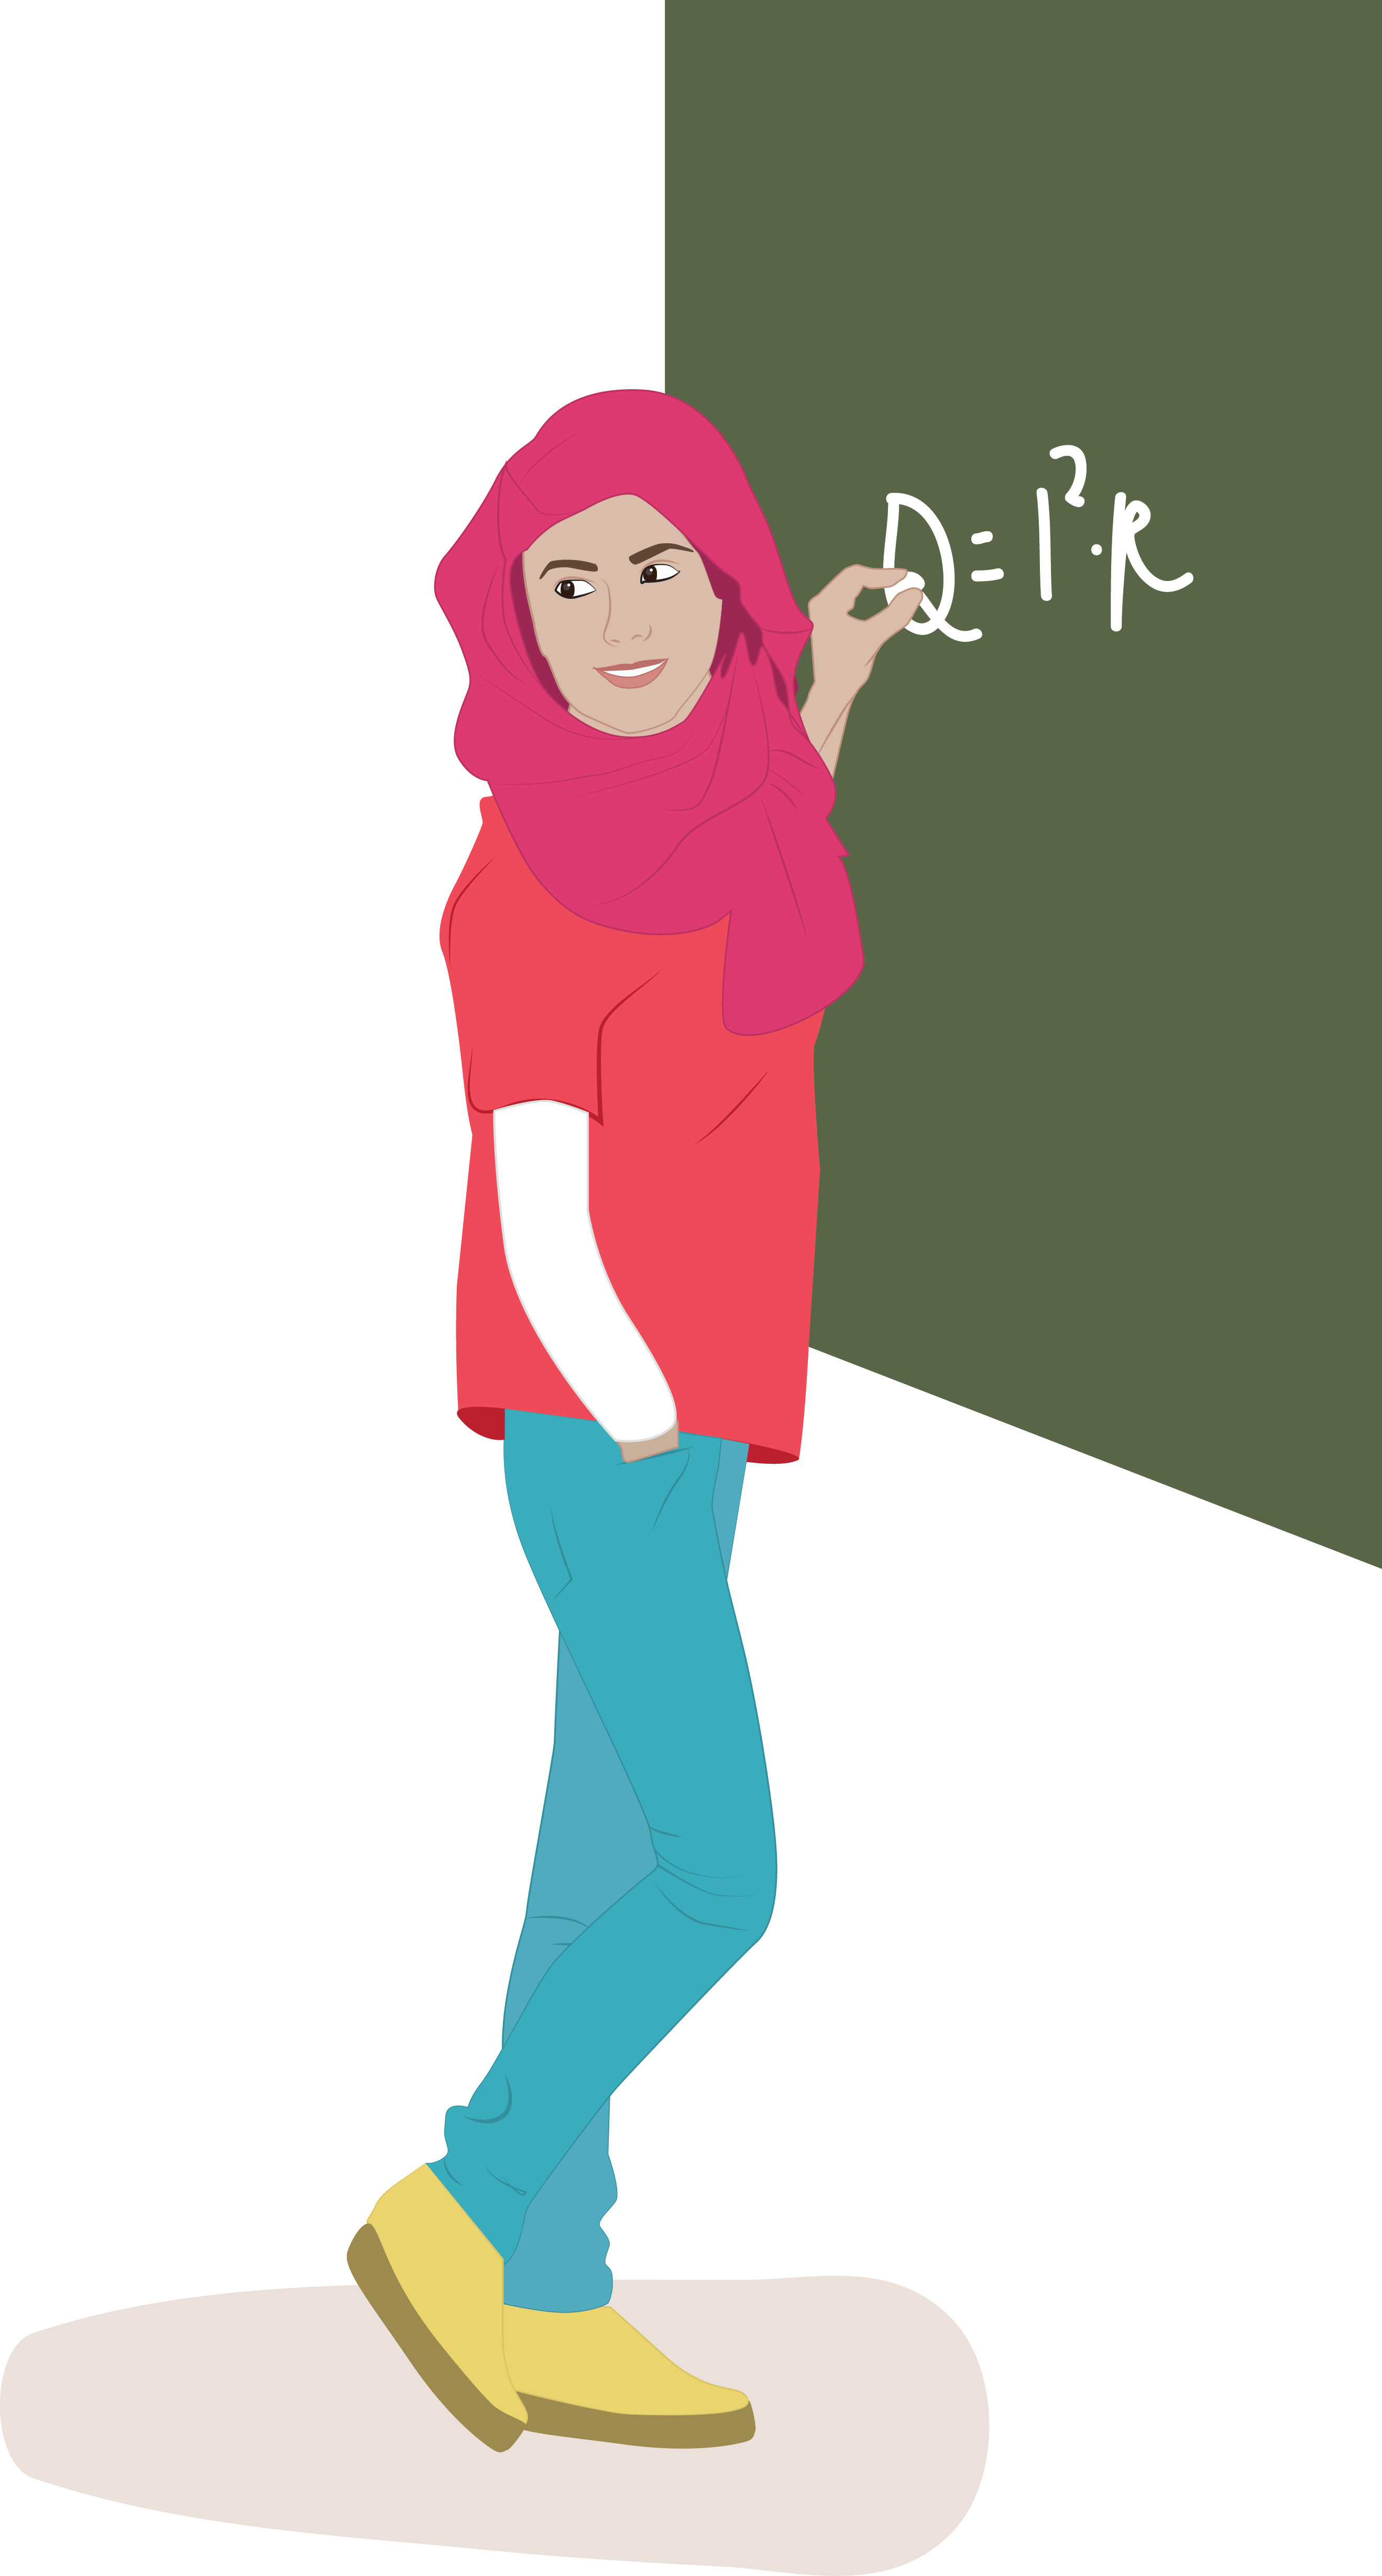 Q = I² · R